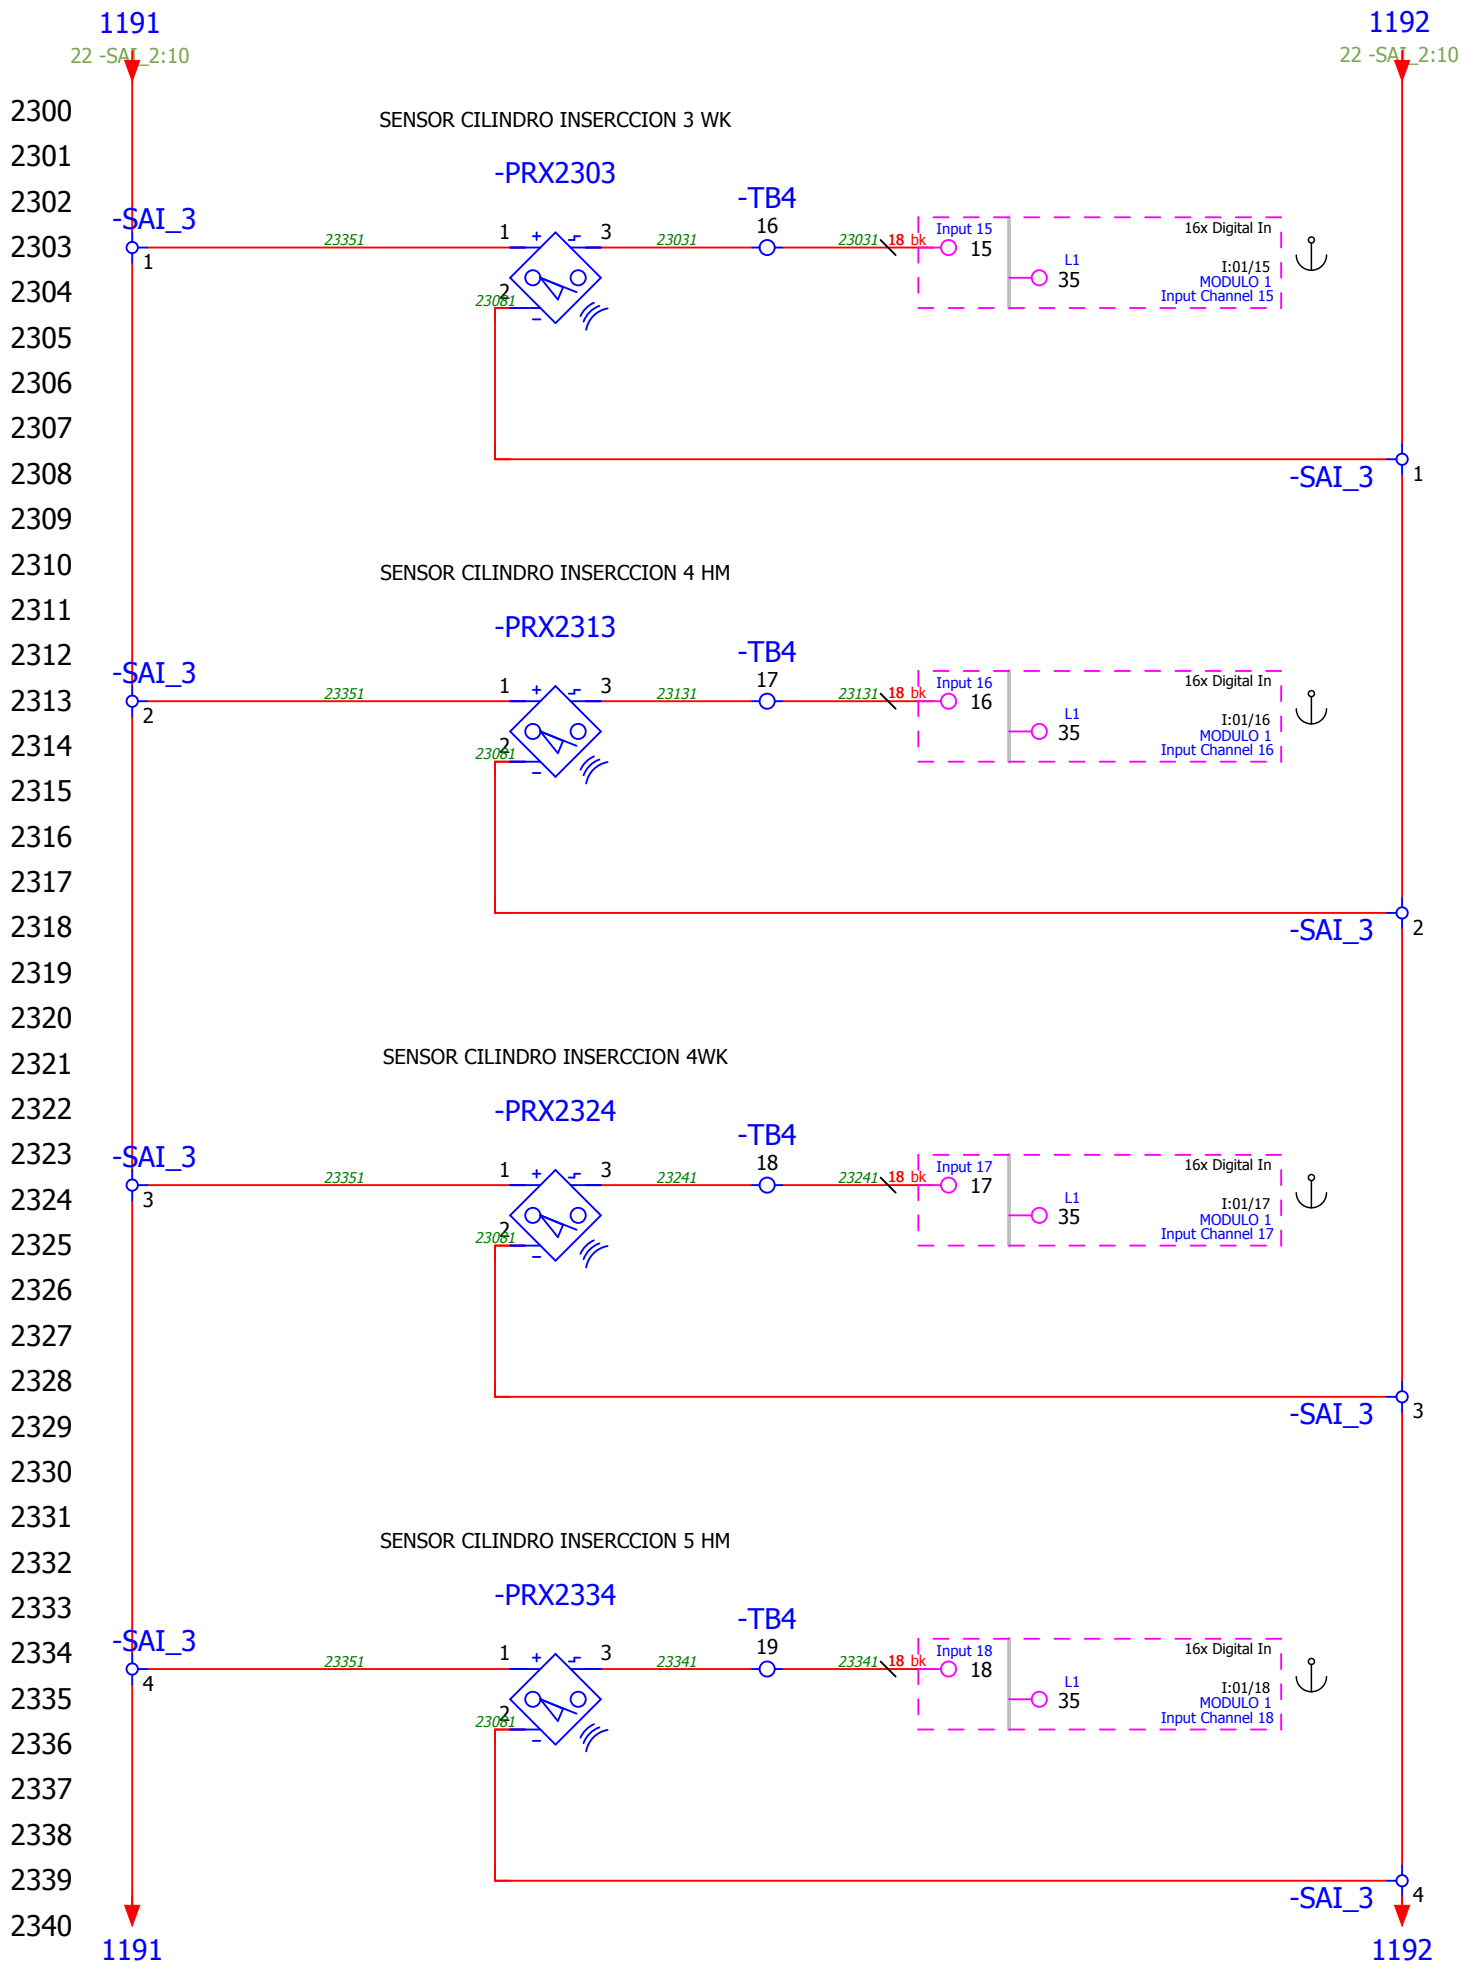 1191
1192
22 -SAI_2:10
22 -SAI_2:10
2300
SENSOR CILINDRO INSERCCION 3 WK
2301
-PRX2303
2302
-TB4
-SAI_3
16
Input 15
16x Digital In
2303
1
23351
1
+
3
23031
23031
18 bk
15
L1
35
I:01/15
MODULO 1
Input Channel 15
2304
2
23081
-
2305
2306
2307
2308
-SAI_3
1
2309
2310
SENSOR CILINDRO INSERCCION 4 HM
2311
-PRX2313
2312
-TB4
-SAI_3
17
Input 16
16x Digital In
2313
2
23351
1
+
3
23131
23131
18 bk
16
L1
35
I:01/16
MODULO 1
Input Channel 16
2314
2
23081
-
2315
2316
2317
2318
-SAI_3
2
2319
2320
2321
SENSOR CILINDRO INSERCCION 4WK
2322
-PRX2324
2323
-TB4
-SAI_3
18
Input 17
16x Digital In
2324
3
23351
1
+
3
23241
23241
18 bk
17
L1
35
I:01/17
MODULO 1
Input Channel 17
2325
2
23081
-
2326
2327
2328
2329
-SAI_3
3
2330
2331
SENSOR CILINDRO INSERCCION 5 HM
2332
-PRX2334
2333
-TB4
2334
-SAI_3
19
Input 18
16x Digital In
4
23351
1
+
3
23341
23341
18 bk
18
L1
35
I:01/18
MODULO 1
Input Channel 18
2335
2
23081
-
2336
2337
2338
2339
-SAI_3
4
2340
1191
1192